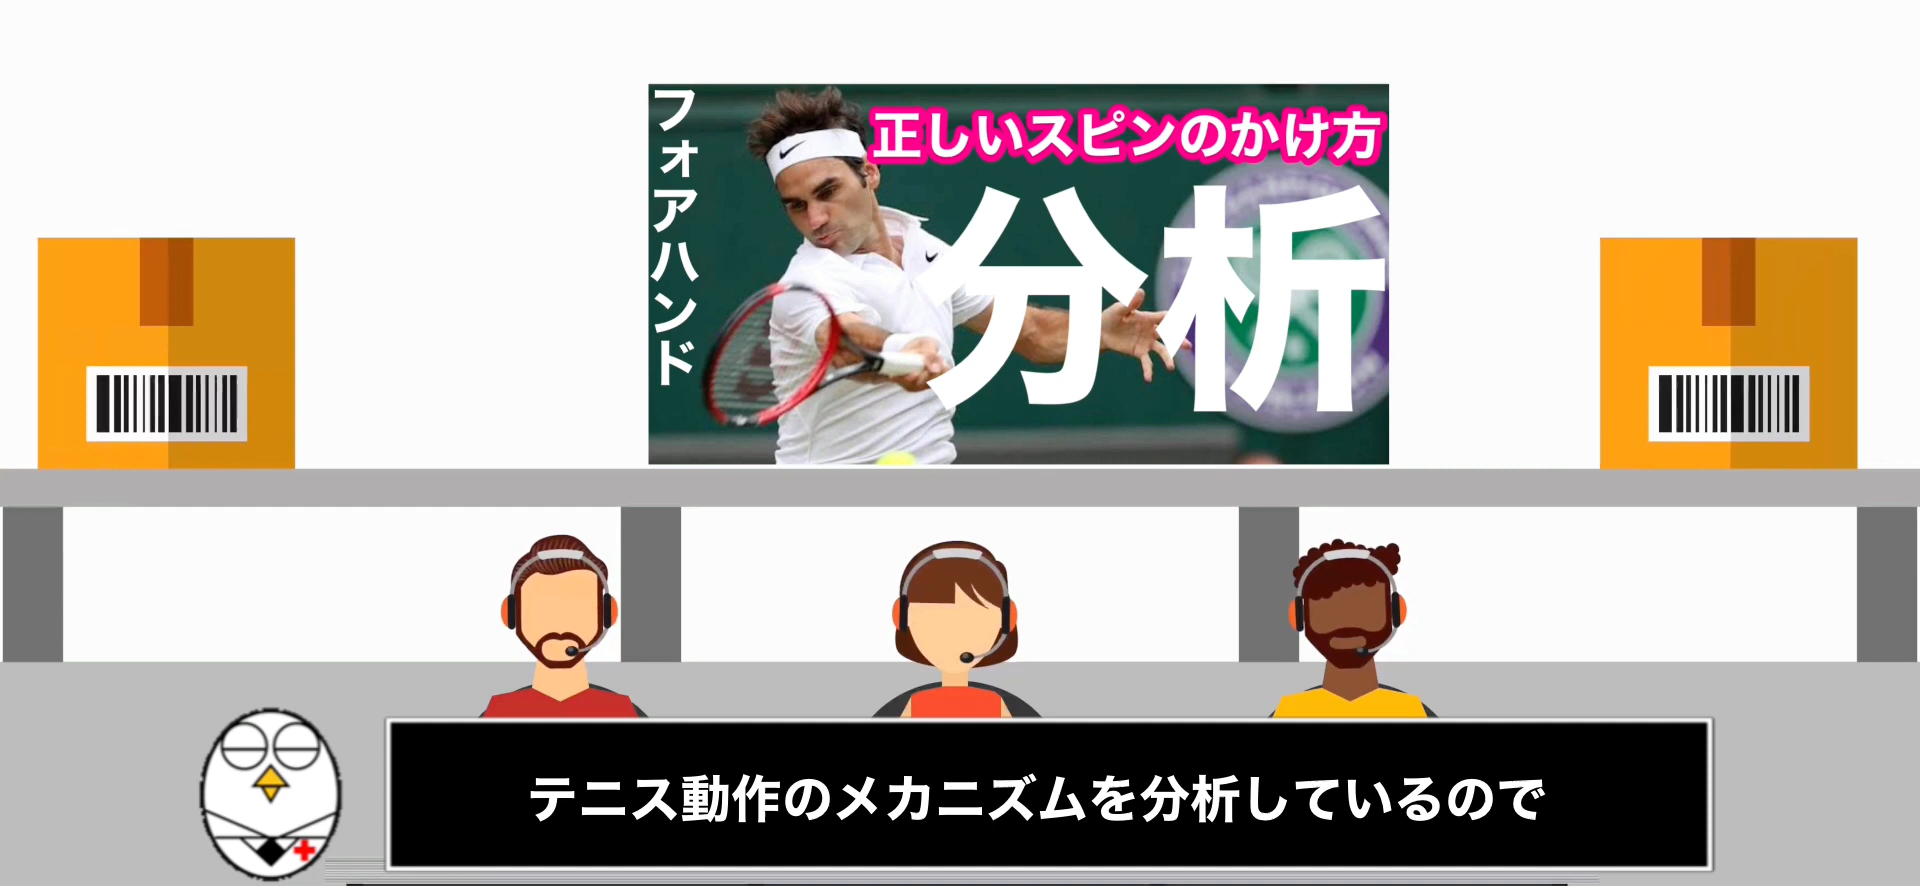 フォアハンド
正しいスピンのかけ方
分析
テニス動作のメカニズムを分析しているので